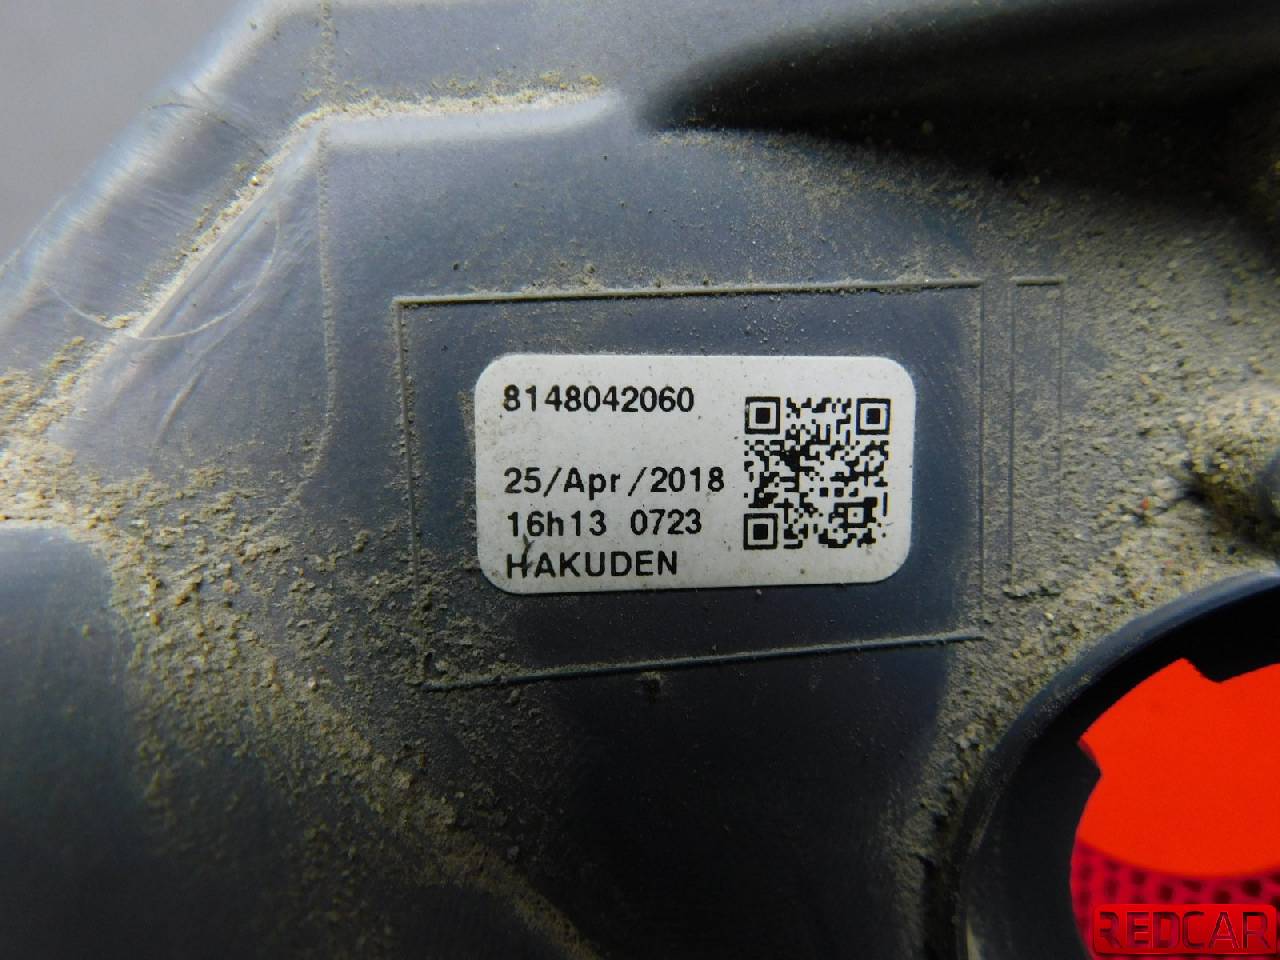 8148042060
25/Apr/2018
16h13 0723
HAKUDEN
REDCAR